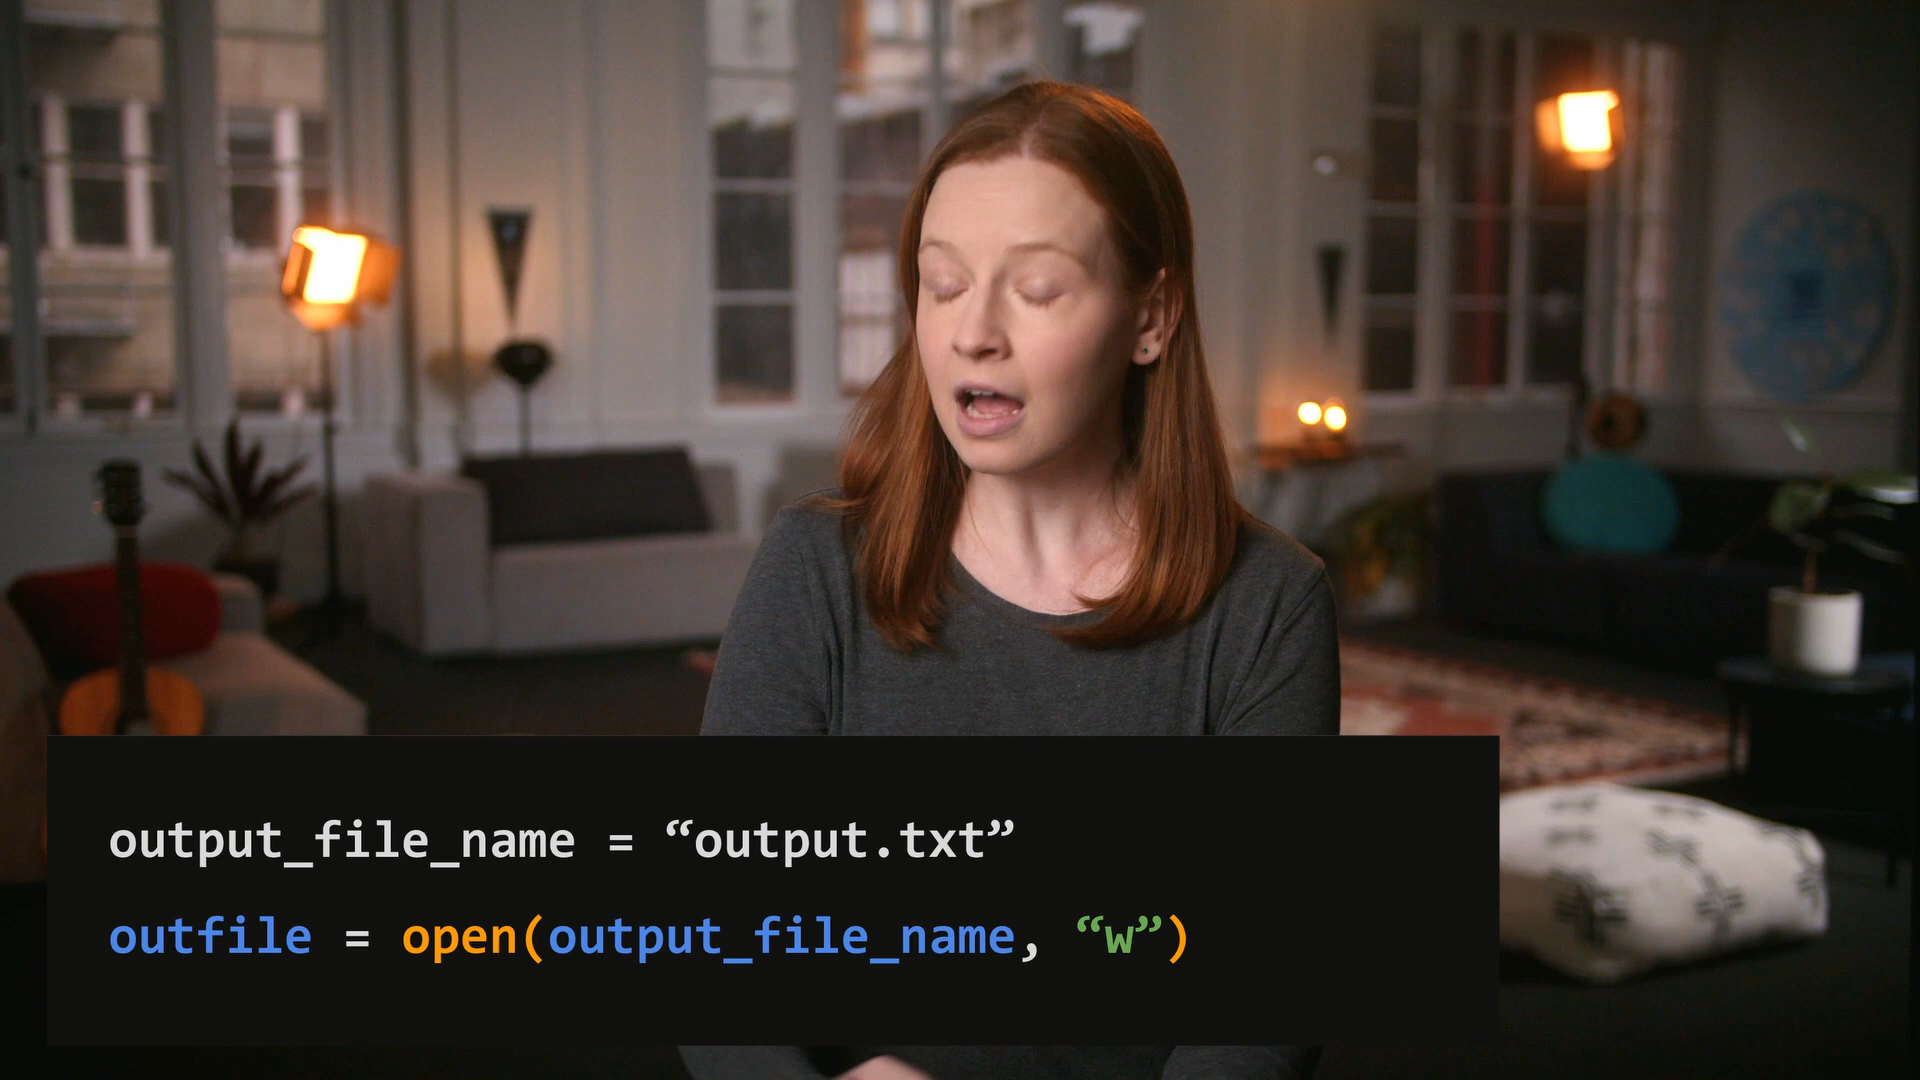 output_file_name = “output.txt”
outfile = open(output_file_name, “w”)